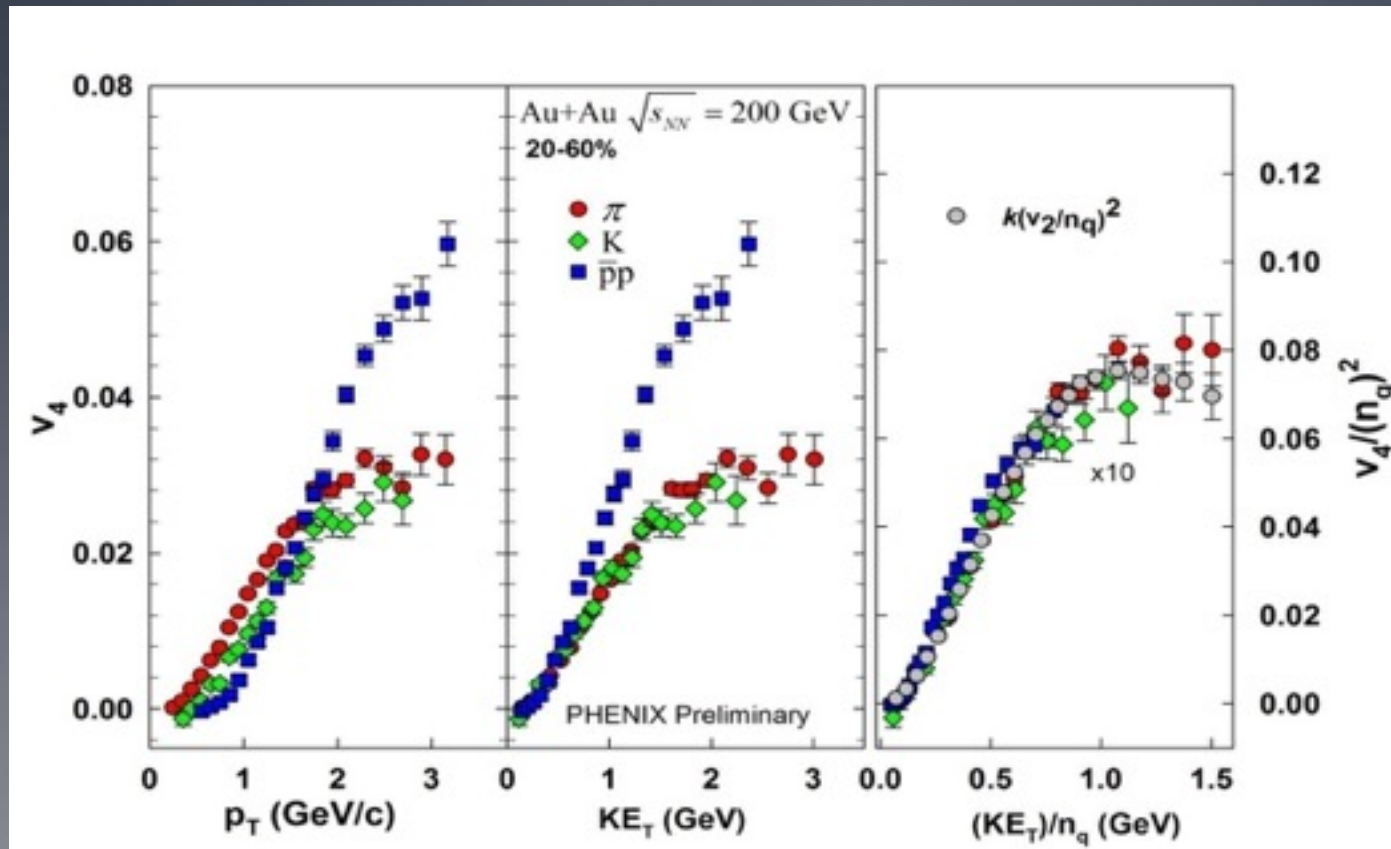 0.08
0.06
0.04
0.02
0.00
v4
0 1 2 3
pT (GeV/c)
Au+Au √sNN = 200 GeV
20-60%
π
K
p̅p
PHENIX Preliminary
0 1 2 3
KET (GeV)
k(v2/nq)2
x10
0.0 0.5 1.0 1.5
(KET)/nq (GeV)
0.12
0.10
0.08
0.06
0.04
0.02
0.00
v4/(nq)2